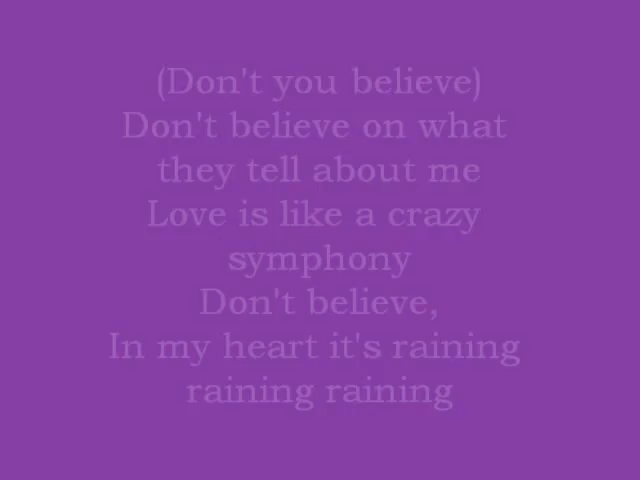 (Don't you believe)
Don't believe on what
they tell about me
Love is like a crazy
symphony
Don't believe,
In my heart it's raining
raining raining